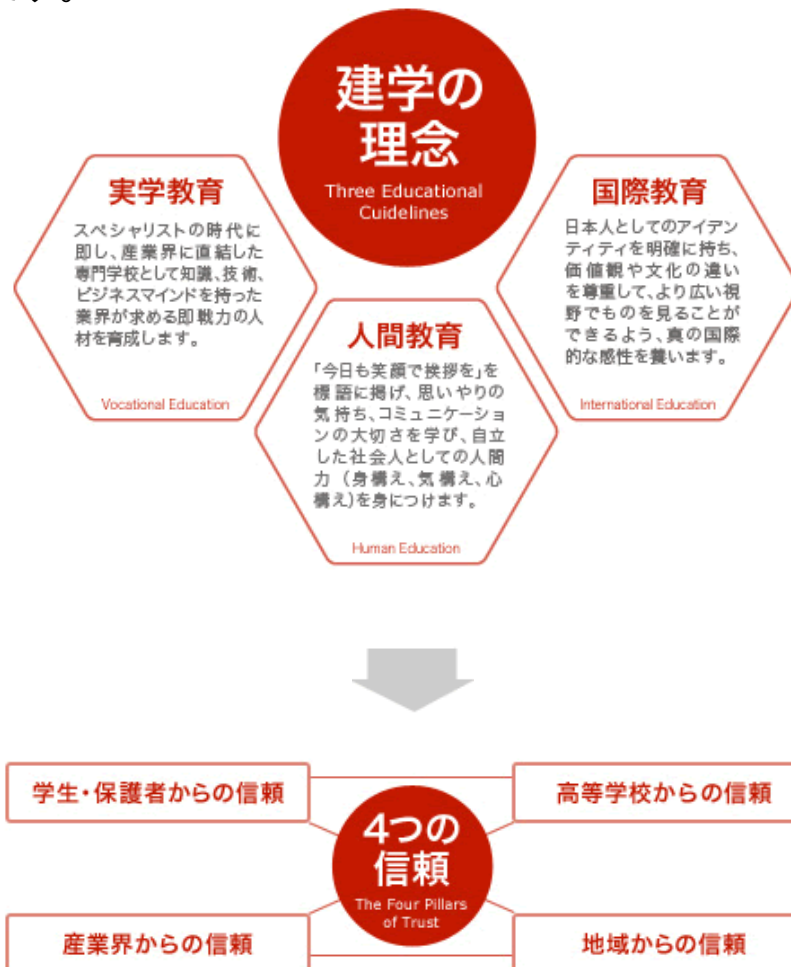 建学の
理念
Three Educational
Cuidelines
実学教育
スペシャリストの時代に
即し、産業界に直結した
専門学校として知識、技術、
ビジネスマインドを持った
業界が求める即戦力の人
材を育成します。
Vocational Education
人間教育
「今日も笑顔で挨拶を」を
標語に掲げ、思いやりの
気持ち、コミュニケーショ
ンの大切さを学び、自立
した社会人としての人間
力（身構え、気構え、心
構え)を身につけます。
Human Education
国際教育
日本人としてのアイデン
ティティを明確に持ち、
価値観や文化の違い
を尊重して、より広い視
野でものを見ることが
できるよう、真の国際
的な感性を養います。
International Education
学生・保護者からの信頼
高等学校からの信頼
4つの
信頼
The Four Pillars
of Trust
産業界からの信頼
地域からの信頼